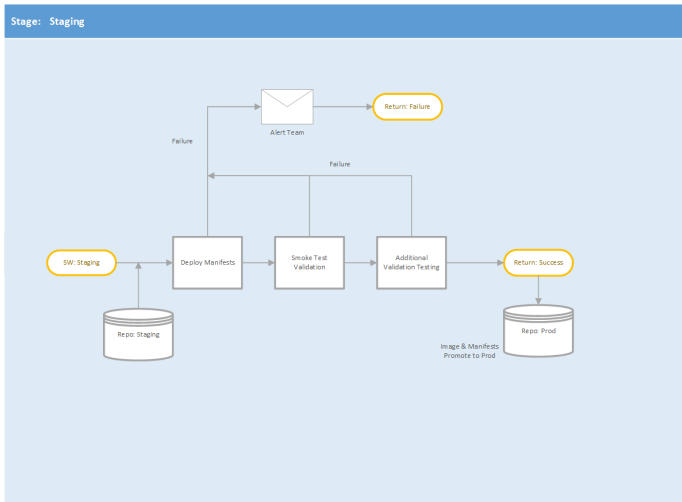 Stage: Staging
Return: Failure
Alert Team
Failure
Failure
SW: Staging
Deploy Manifests
Smoke Test
Validation
Additional
Validation Testing
Return: Success
Repo: Staging
Repo: Prod
Image & Manifests
Promote to Prod